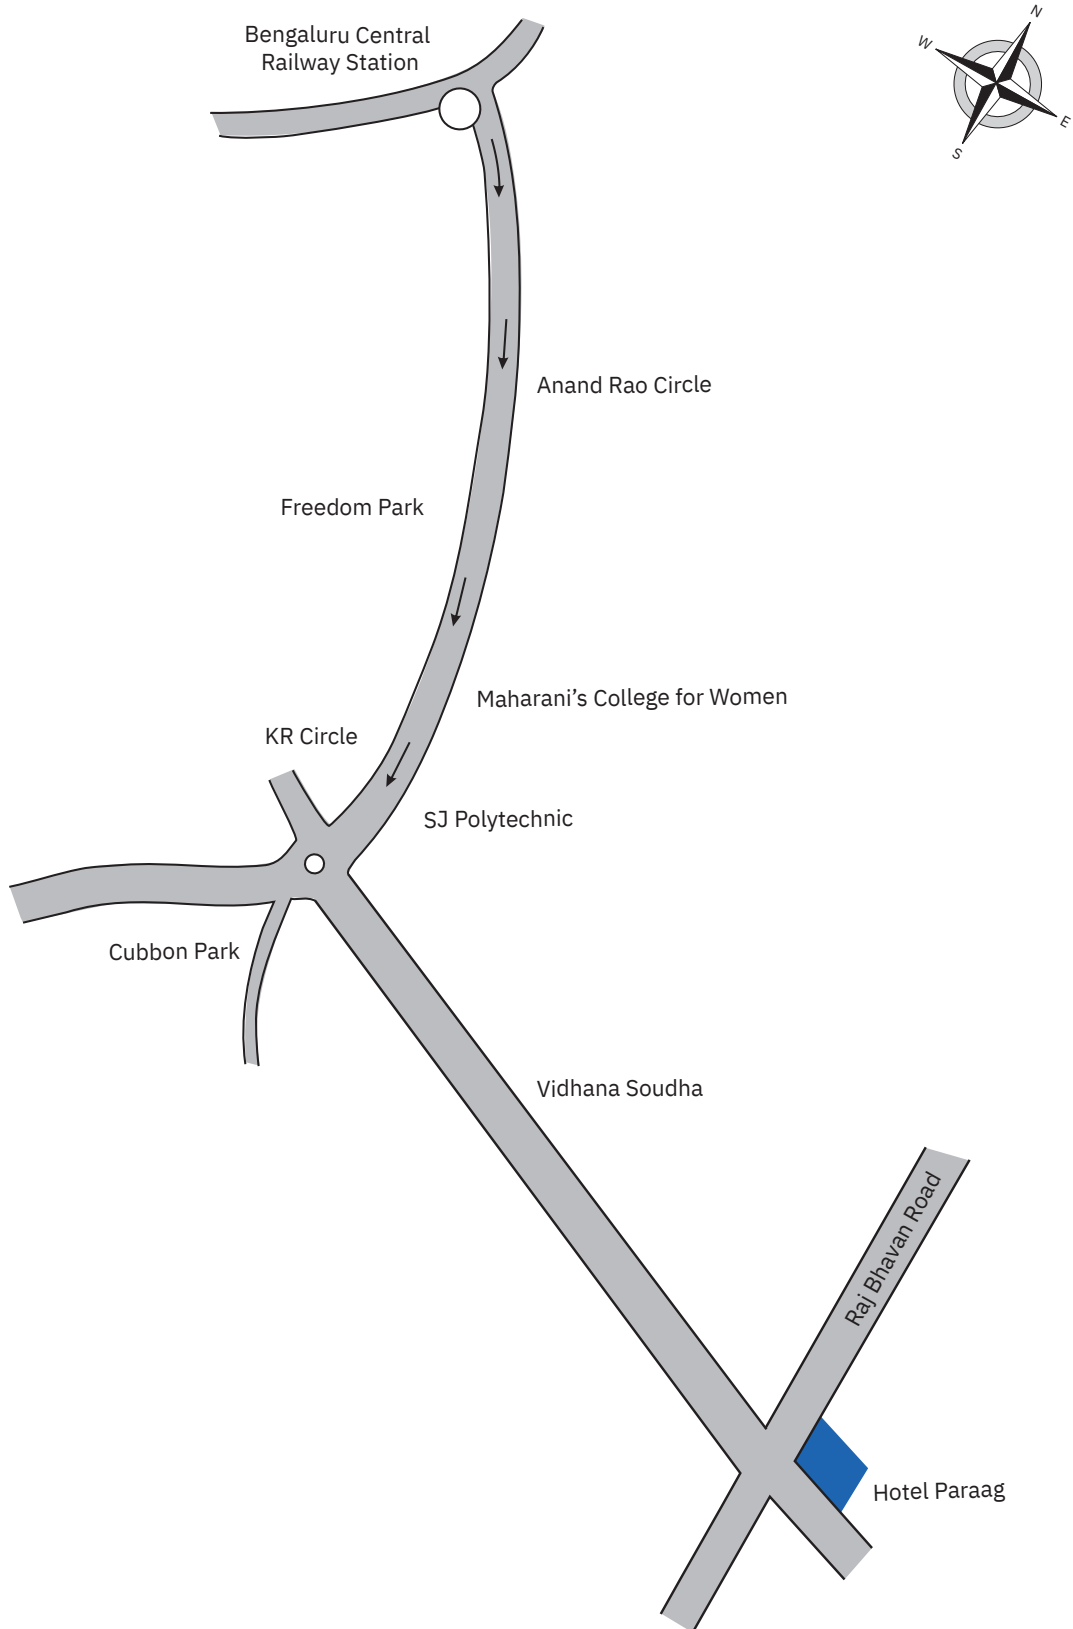 Bengaluru Central
Railway Station
N
W
E
S
Anand Rao Circle
Freedom Park
Maharani’s College for Women
KR Circle
SJ Polytechnic
Cubbon Park
Vidhana Soudha
Raj Bhavan Road
Hotel Paraag